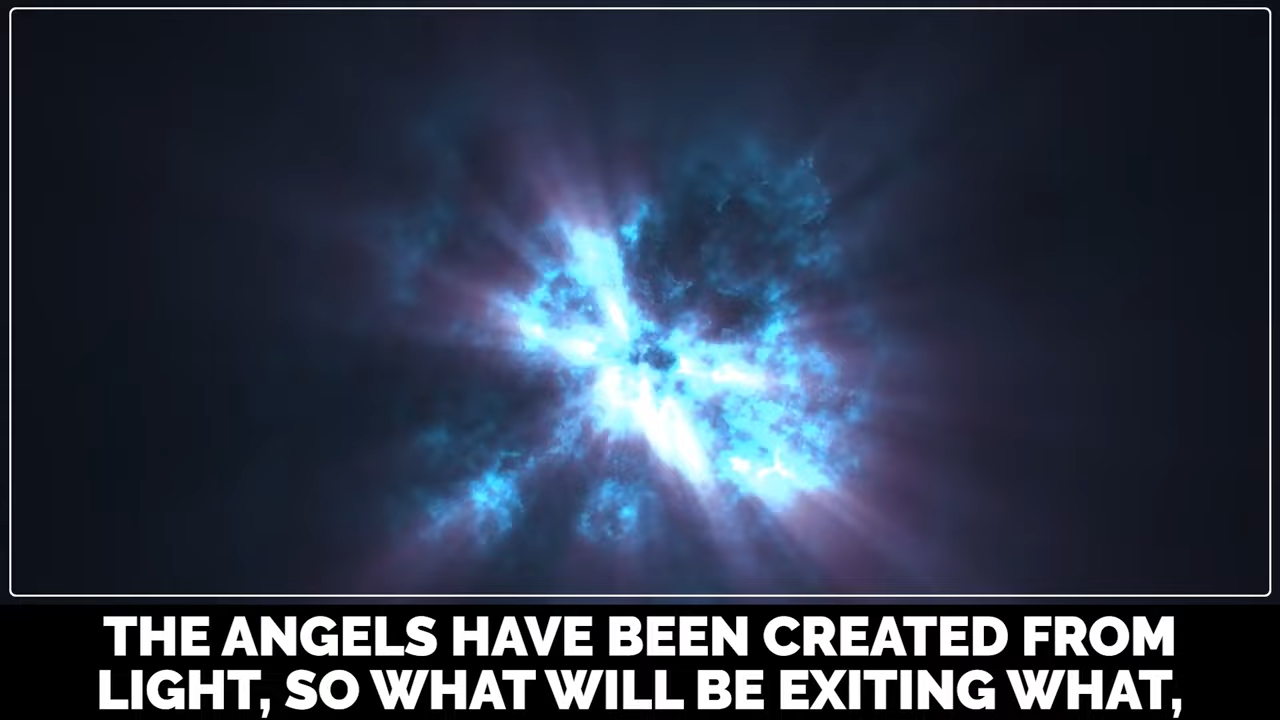 THE ANGELS HAVE BEEN CREATED FROM
LIGHT, SO WHAT WILL BE EXITING WHAT,